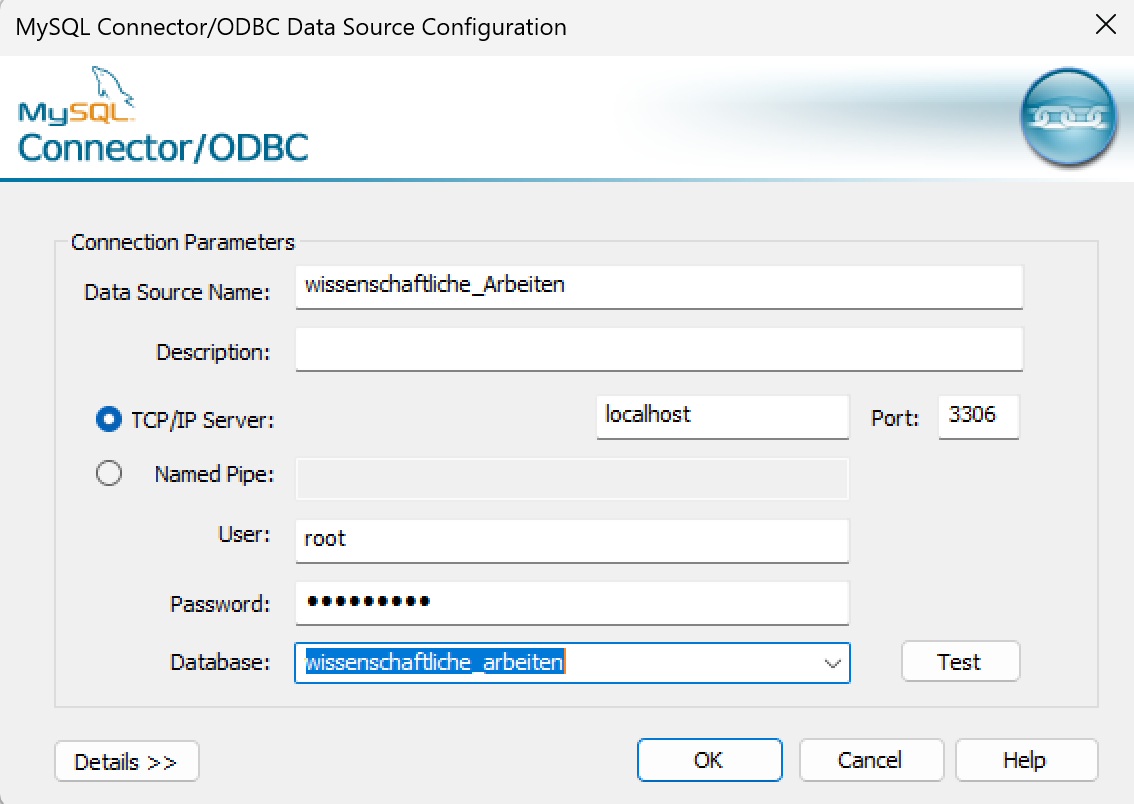 MySQL Connector/ODBC Data Source Configuration
MySQL
Connector/ODBC
Connection Parameters
Data Source Name: wissenschaftliche_Arbeiten
Description:
TCP/IP Server: localhost Port: 3306
Named Pipe:
User: root
Password: •••••••••
Database: wissenschaftliche_arbeiten Test
Details >> OK Cancel Help